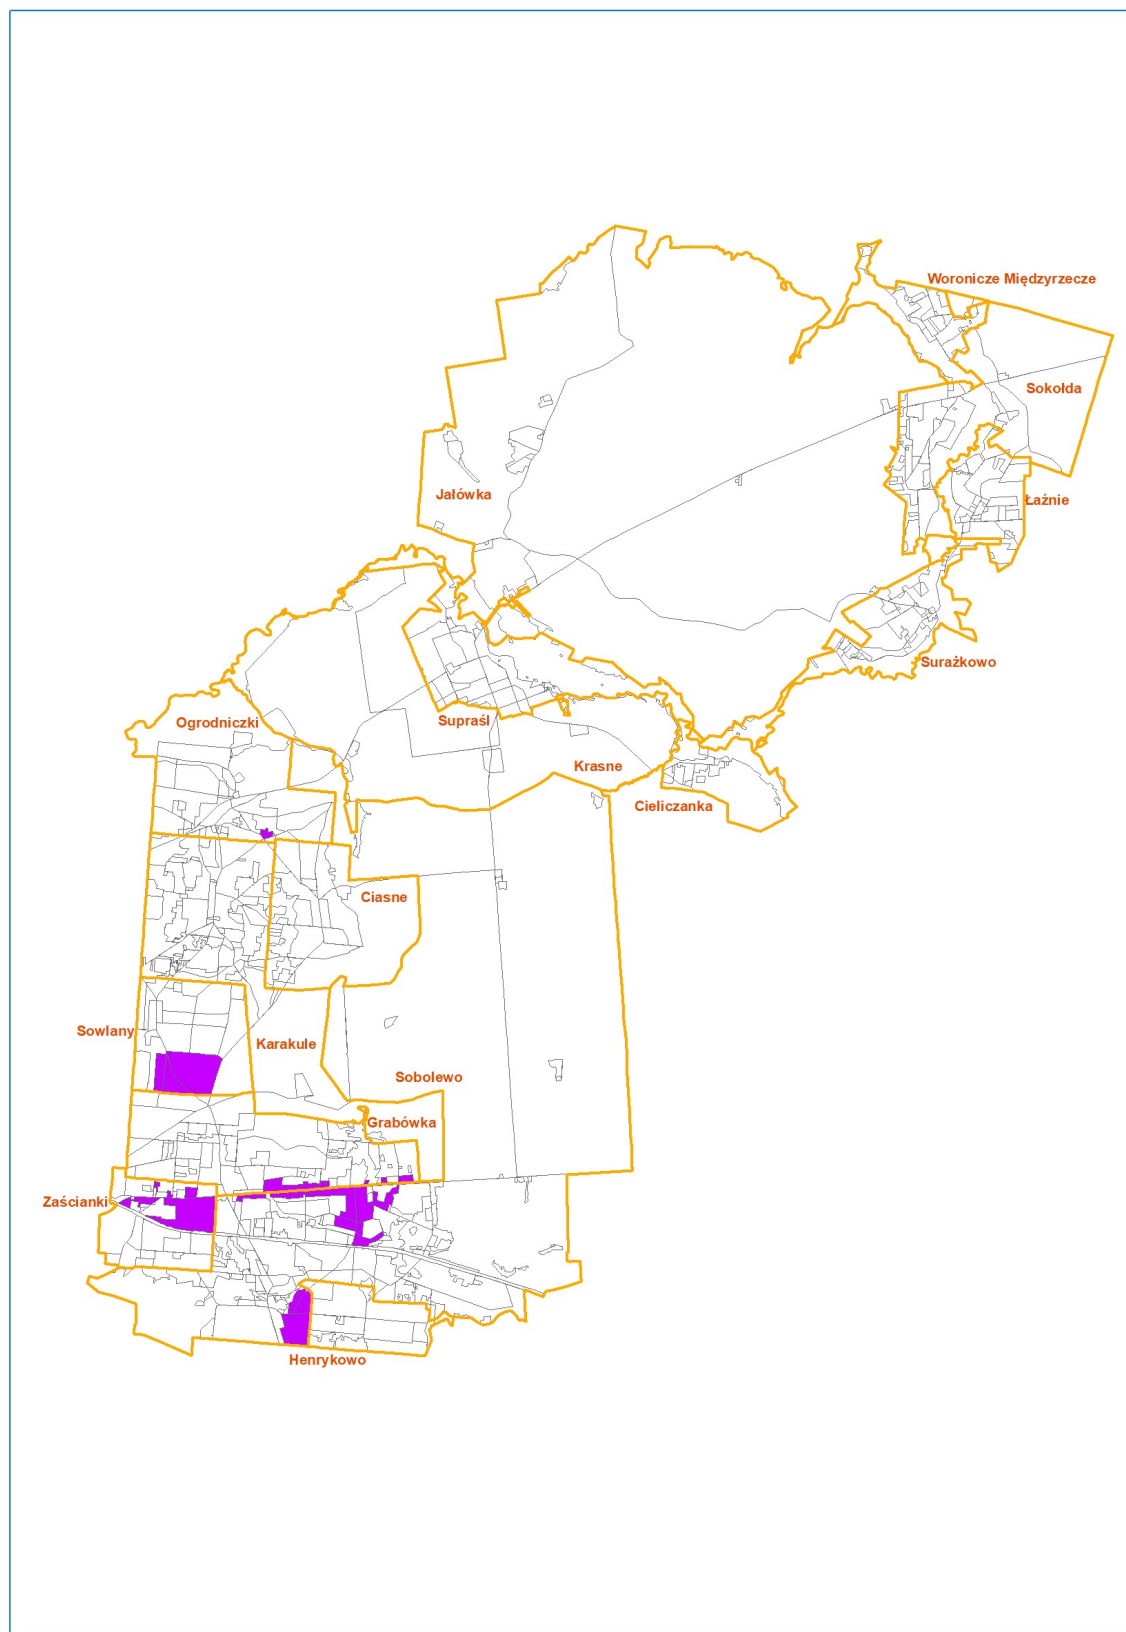 Woronicze Międzyrzecze
Sokołda
Jałówka
Łaźnie
Surażkowo
Ogrodniczki
Supraśl
Krasne
Cieliczanka
Ciasne
Sowlany
Karakule
Sobolewo
Grabówka
Zaścianki
Henrykowo